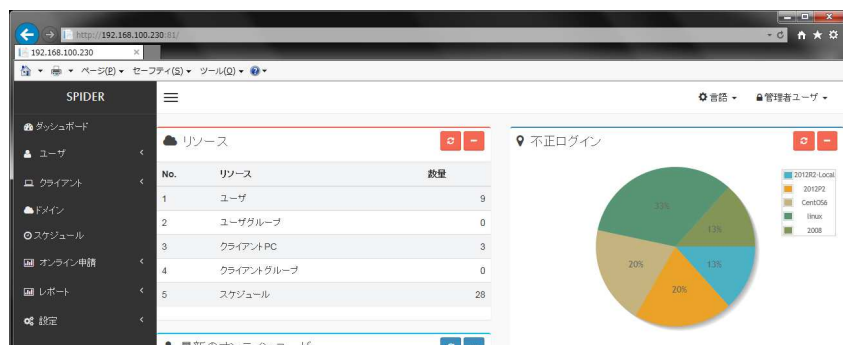 http://192.168.100.230:81/
192.168.100.230
ページ(P) セーフティ(S) ツール(O)
SPIDER
言語 管理者ユーザ
ダッシュボード
ユーザ
クライアント
ドメイン
スケジュール
オンライン申請
レポート
設定
リソース
No. リソース 数量
1 ユーザ 9
2 ユーザグループ 0
3 クライアントPC 3
4 クライアントグループ 0
5 スケジュール 28
不正ログイン
33%
13%
20%
20%
13%
2012R2-Local
2012P2
CentOS6
linux
2008